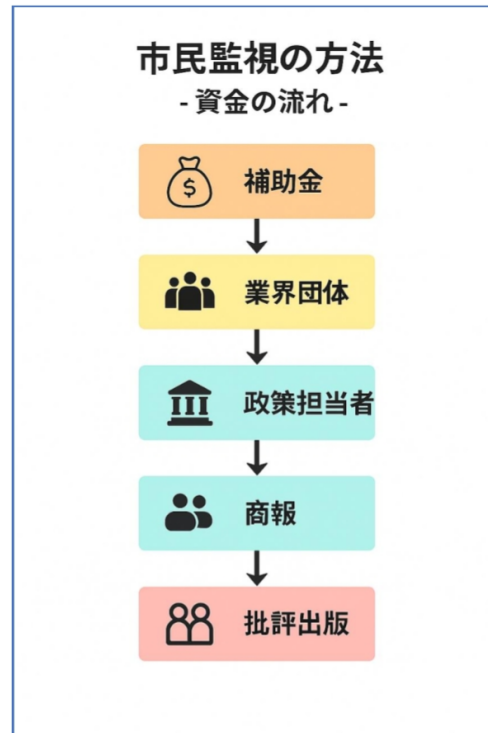 市民監視の方法
- 資金の流れ -
$
補助金
業界団体
政策担当者
商報
批評出版